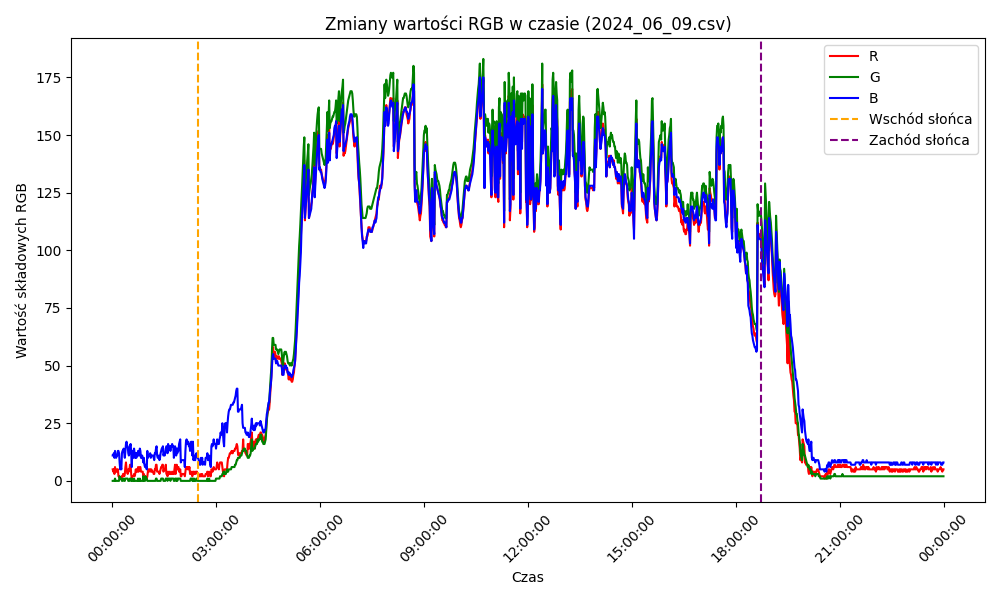 Zmiany wartości RGB w czasie (2024_06_09.csv)
Wartość składowych RGB
175
150
125
100
75
50
25
0
R
G
B
Wschód słońca
Zachód słońca
00:00:00
03:00:00
06:00:00
09:00:00
12:00:00
15:00:00
18:00:00
21:00:00
00:00:00
Czas